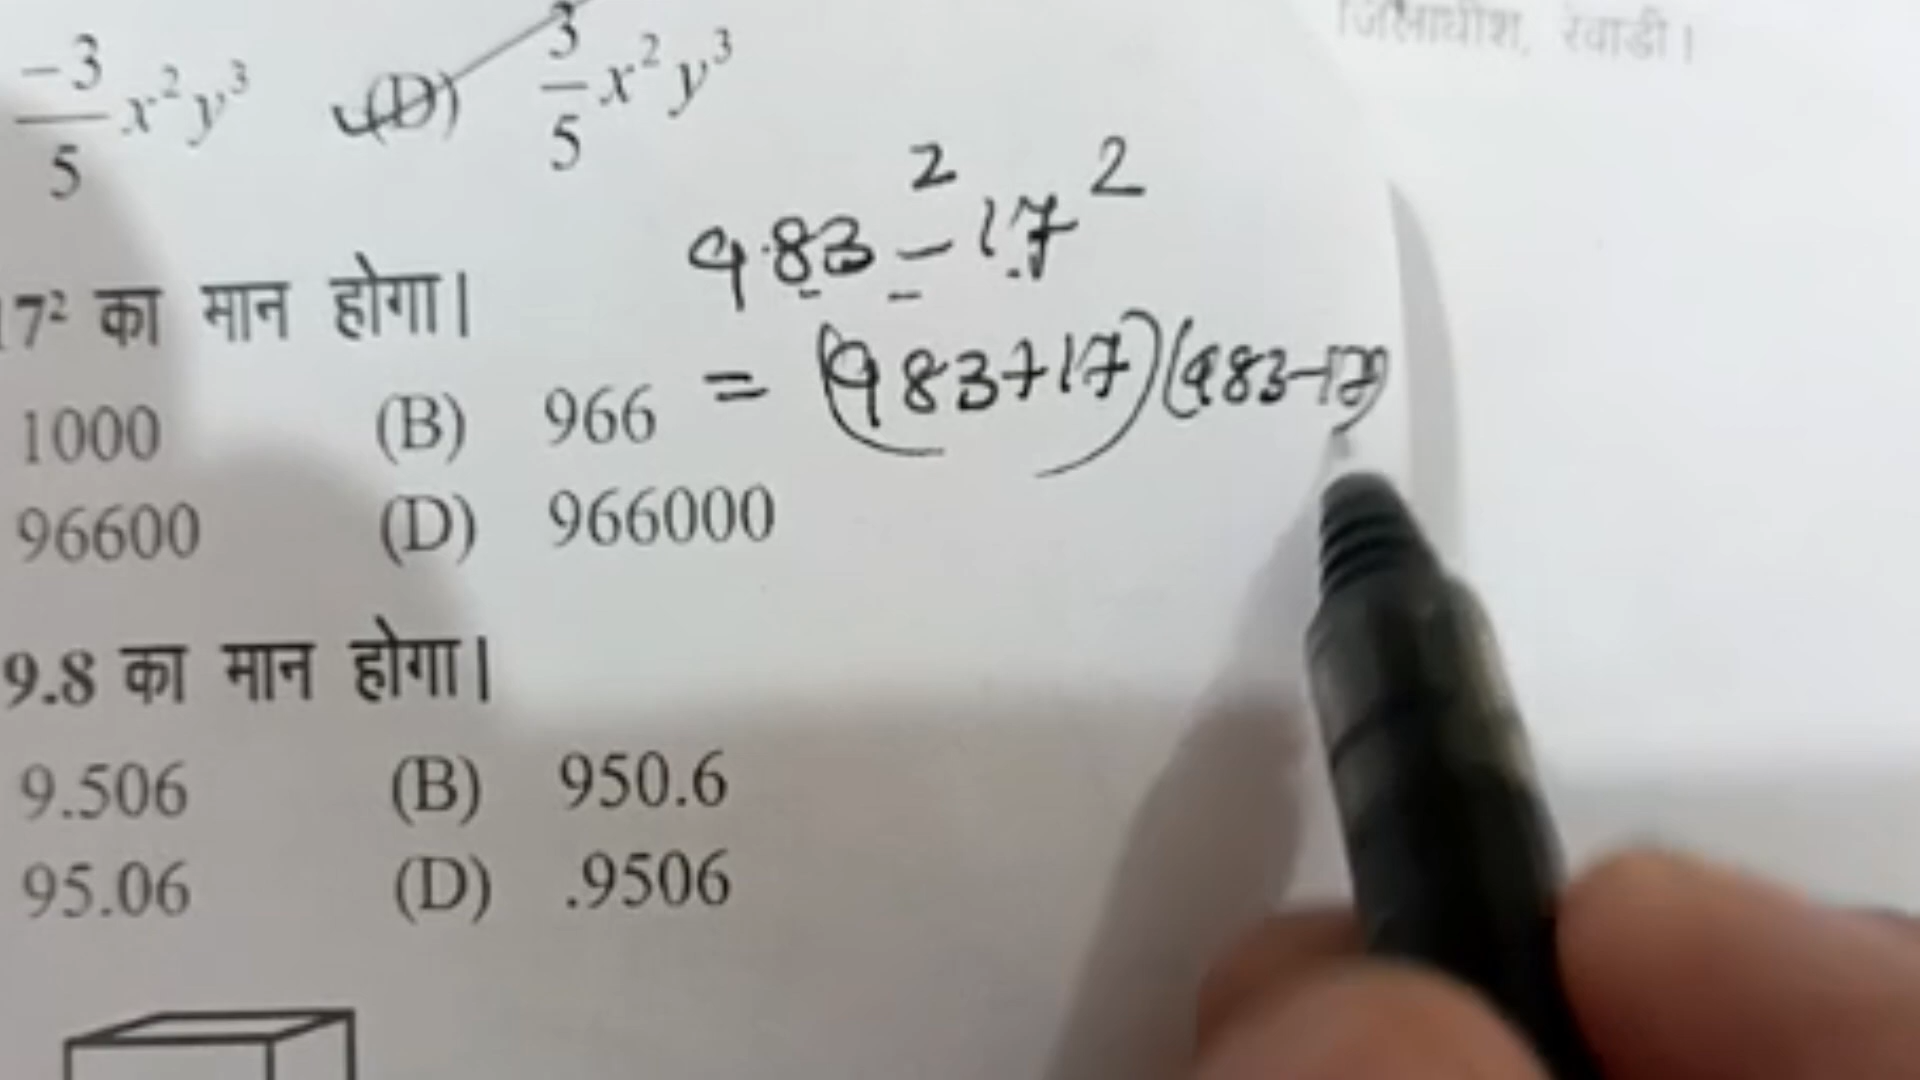 जिलाधीश, रेवाड़ी।
-3/5 x²y³ (D) 3/5 x²y³
983² - 17²
17² का मान होगा।
= (983+17)(983-17)
1000 (B) 966
96600 (D) 966000
9.8 का मान होगा।
9.506 (B) 950.6
95.06 (D) .9506